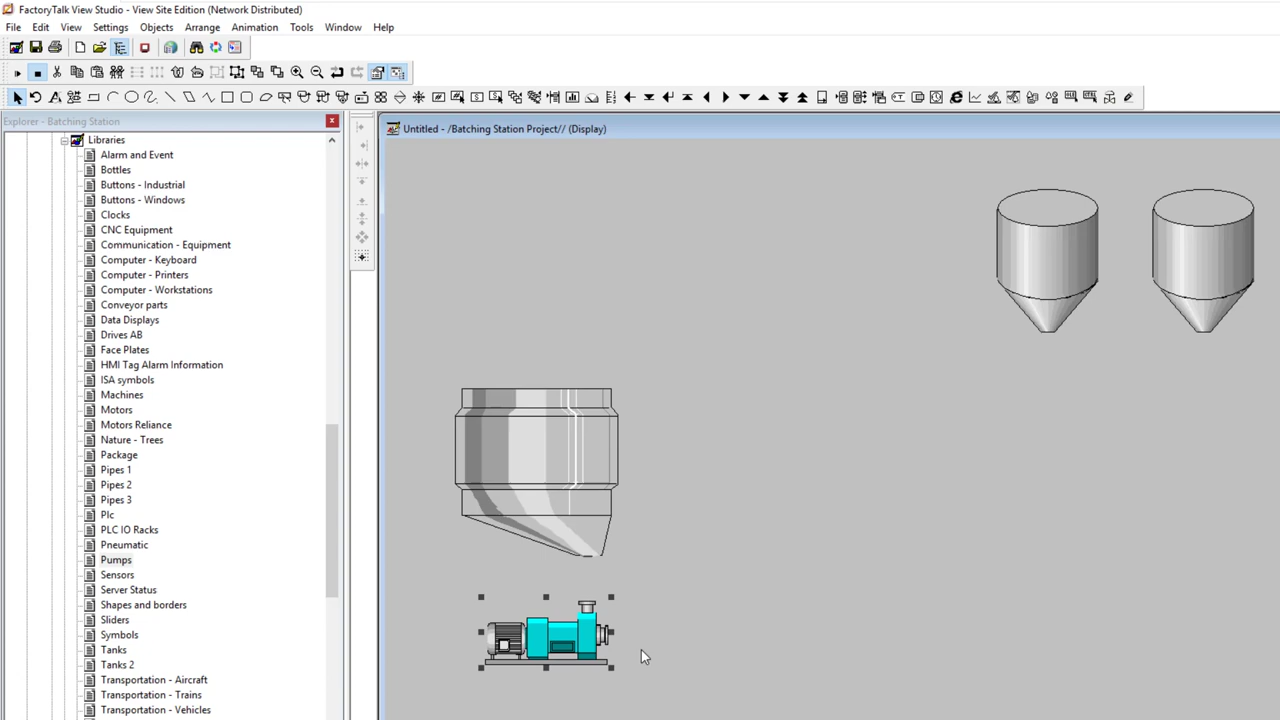 FactoryTalk View Studio - View Site Edition (Network Distributed)
File Edit View Settings Objects Arrange Animation Tools Window Help
Explorer - Batching Station
Untitled - /Batching Station Project// (Display)
Libraries
Alarm and Event
Bottles
Buttons - Industrial
Buttons - Windows
Clocks
CNC Equipment
Communication - Equipment
Computer - Keyboard
Computer - Printers
Computer - Workstations
Conveyor parts
Data Displays
Drives AB
Face Plates
HMI Tag Alarm Information
ISA symbols
Machines
Motors
Motors Reliance
Nature - Trees
Package
Pipes 1
Pipes 2
Pipes 3
Plc
PLC IO Racks
Pneumatic
Pumps
Sensors
Server Status
Shapes and borders
Sliders
Symbols
Tanks
Tanks 2
Transportation - Aircraft
Transportation - Trains
Transportation - Vehicles